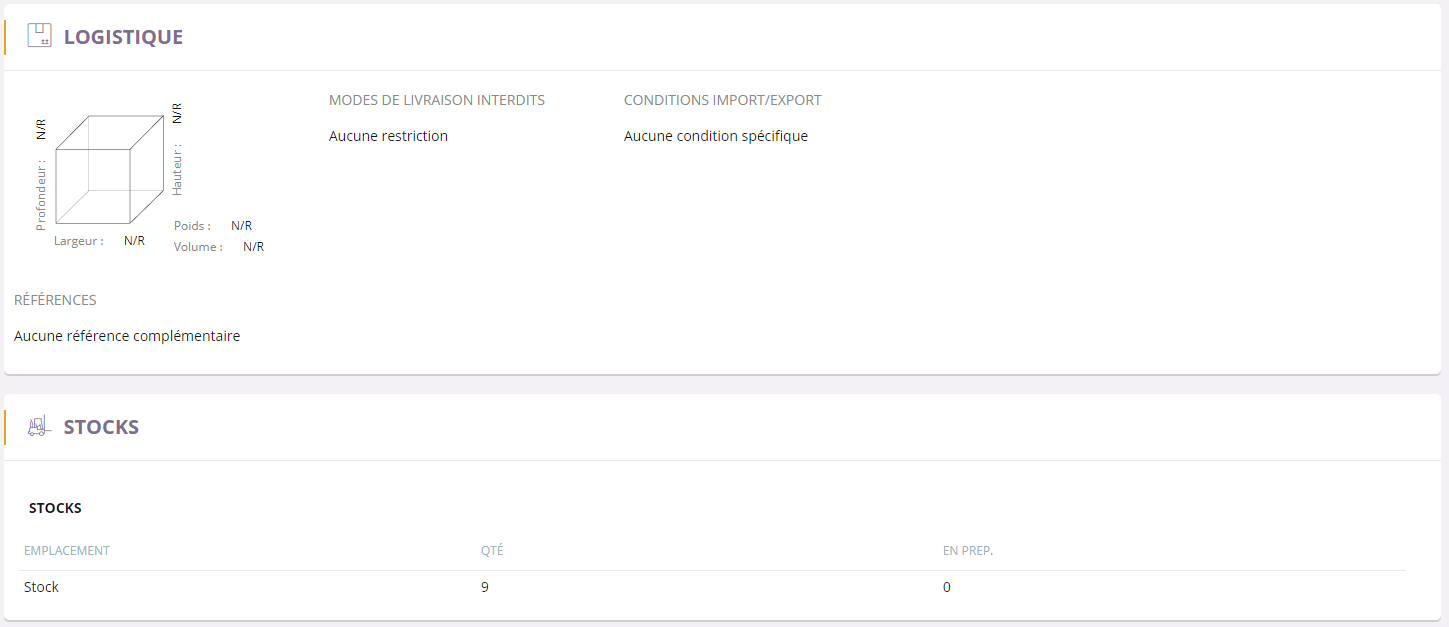 LOGISTIQUE
MODES DE LIVRAISON INTERDITS
Aucune restriction
CONDITIONS IMPORT/EXPORT
Aucune condition spécifique
Profondeur : N/R
Hauteur : N/R
Largeur : N/R
Poids : N/R
Volume : N/R
RÉFÉRENCES
Aucune référence complémentaire
STOCKS
STOCKS
EMPLACEMENT QTÉ EN PREP.
Stock 9 0